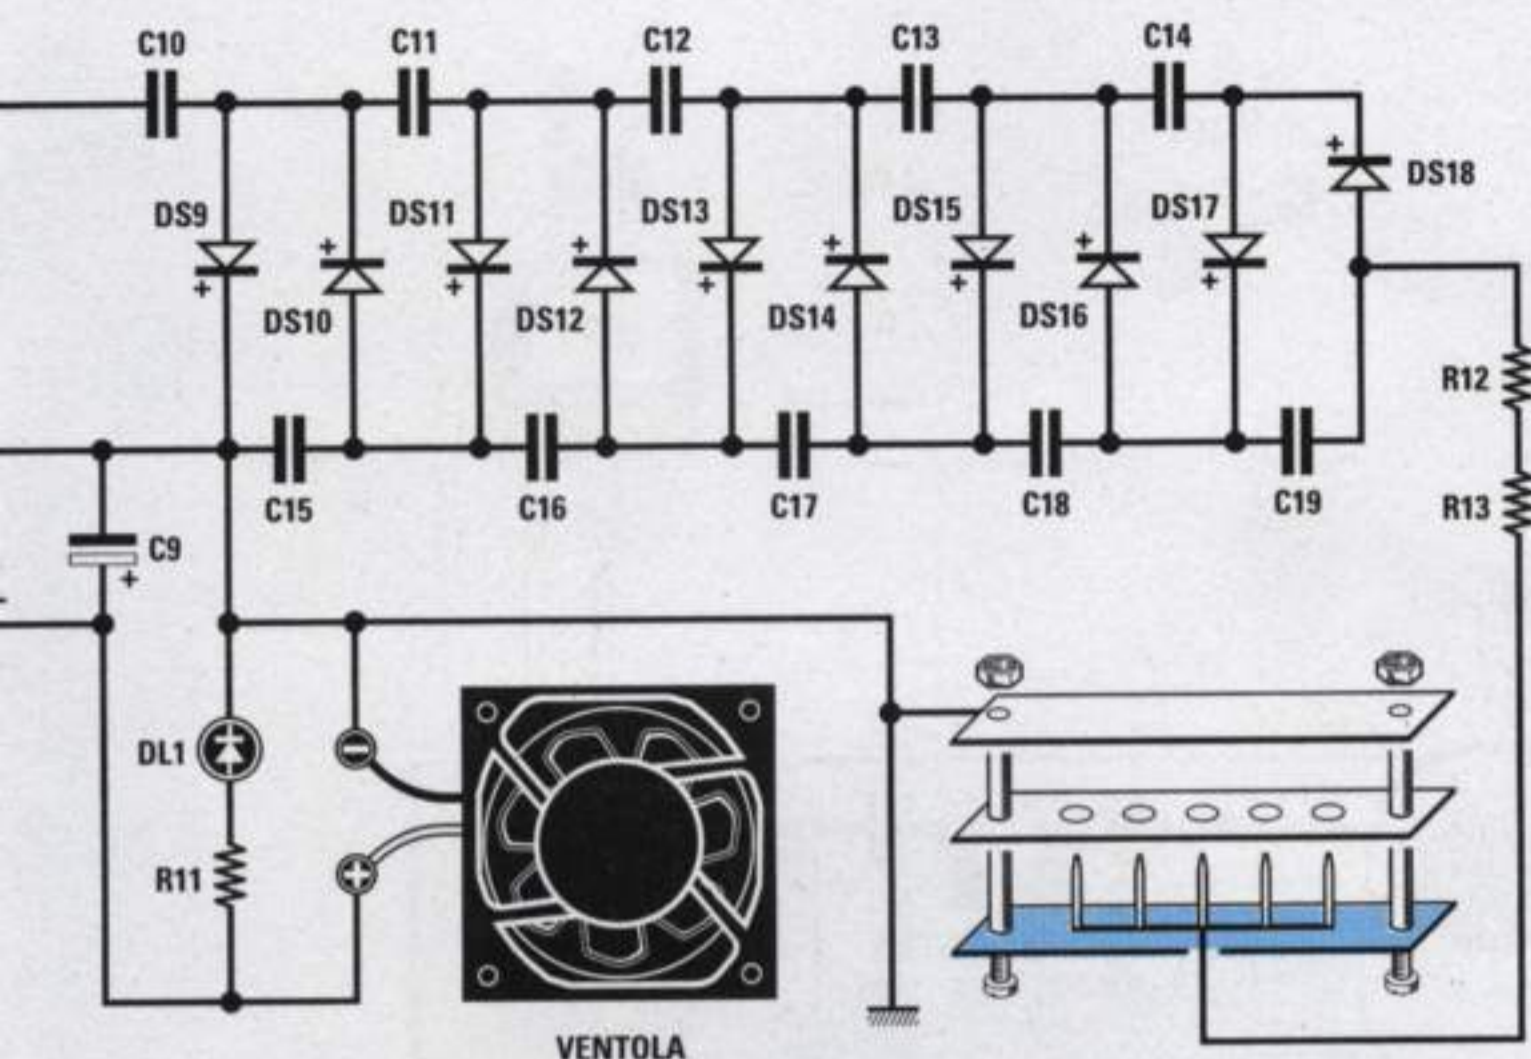 C10 C11 C12 C13 C14
+ DS18
DS9 DS11 DS13 DS15 DS17
+ + + +
+ + + + +
DS10 DS12 DS14 DS16
R12
C15 C16 C17 C18 C19 R13
C9
+
DL1 −
R11 +
VENTOLA